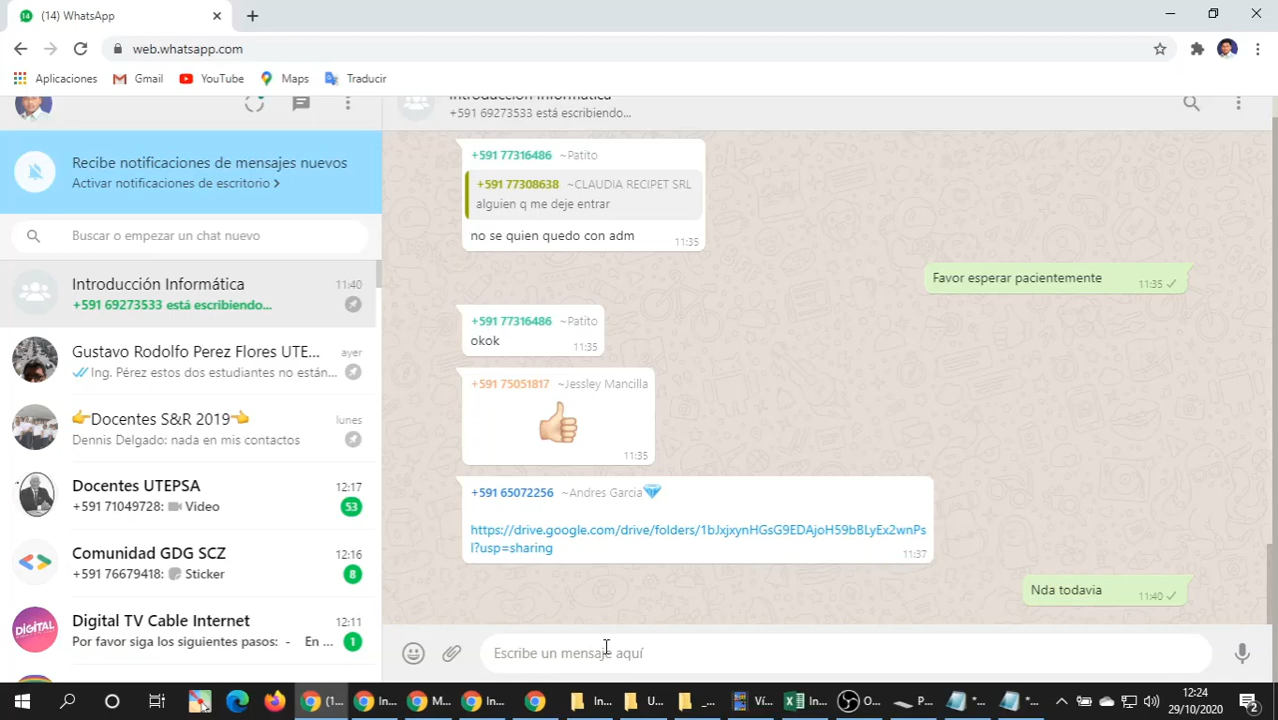 (14) WhatsApp
web.whatsapp.com
Aplicaciones Gmail YouTube Maps Traducir
Introducción Informática
+591 69273533 está escribiendo...
Recibe notificaciones de mensajes nuevos
Activar notificaciones de escritorio >
Buscar o empezar un chat nuevo
Introducción Informática 11:40
+591 69273533 está escribiendo...
Gustavo Rodolfo Perez Flores UTE... ayer
Ing. Pérez estos dos estudiantes no están...
👉Docentes S&R 2019👈 lunes
Dennis Delgado: nada en mis contactos
Docentes UTEPSA 12:17
+591 71049728: Video 53
Comunidad GDG SCZ 12:16
+591 76679418: Sticker 8
Digital TV Cable Internet 12:11
Por favor siga los siguientes pasos: - En ... 1
+591 77316486 ~Patito
+591 77308638 ~CLAUDIA RECIPET SRL
alguien q me deje entrar
no se quien quedo con adm
11:35
Favor esperar pacientemente 11:35
+591 77316486 ~Patito
okok 11:35
+591 75051817 ~Jessley Mancilla
11:35
+591 65072256 ~Andres Garcia💎
https://drive.google.com/drive/folders/1bJxjxynHGsG9EDAjoH59bBLyEx2wnPs
l?usp=sharing
11:37
Nda todavia 11:40
Escribe un mensaje aquí
(1... In... M... In... In... U... _... Ví... In... O... P... *... *...
12:24
29/10/2020